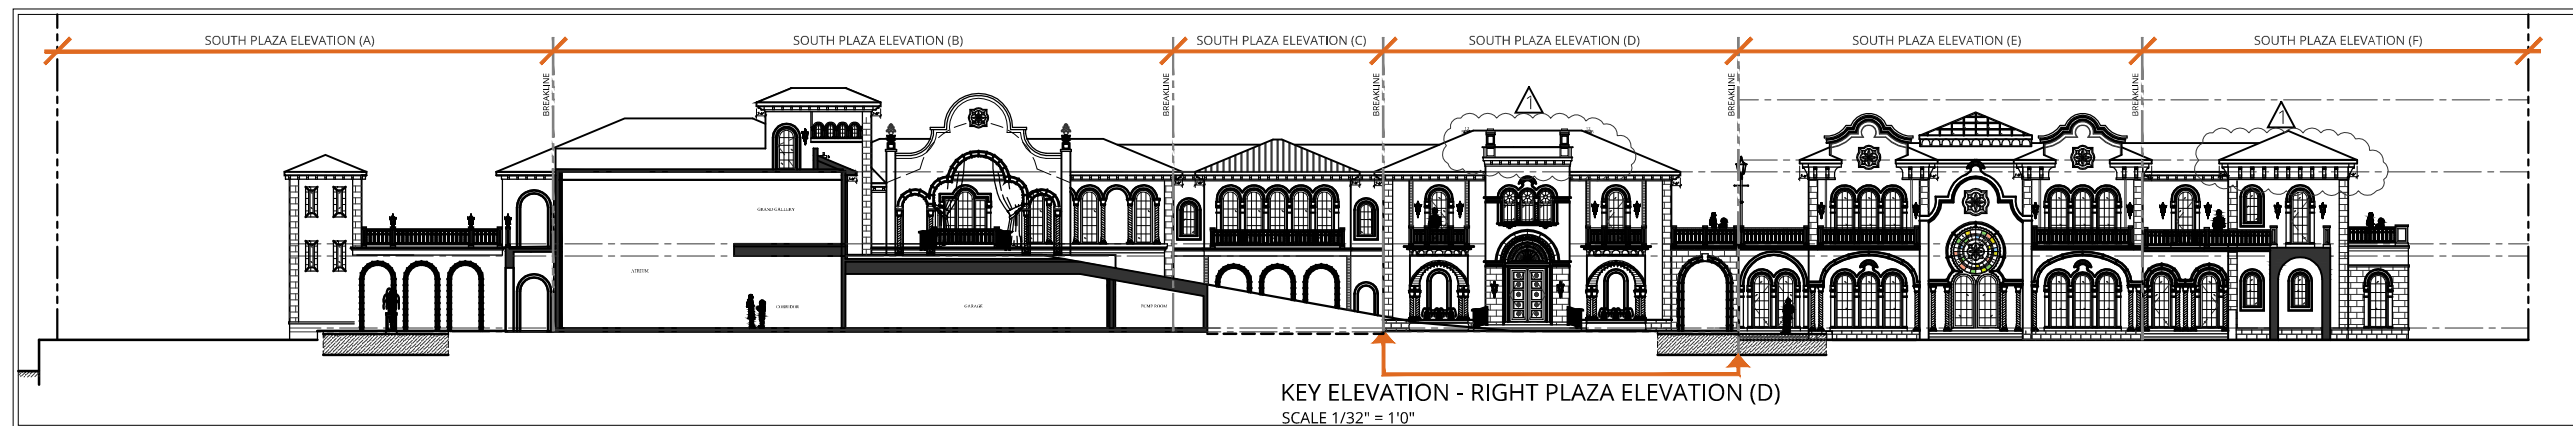 SOUTH PLAZA ELEVATION (A)
SOUTH PLAZA ELEVATION (B)
SOUTH PLAZA ELEVATION (C)
SOUTH PLAZA ELEVATION (D)
SOUTH PLAZA ELEVATION (E)
SOUTH PLAZA ELEVATION (F)
BREAKLINE
BREAKLINE
BREAKLINE
BREAKLINE
BREAKLINE
1
1
GRAND GALLERY
ATRIUM
CORRIDOR
GARAGE
PUMP ROOM
KEY ELEVATION - RIGHT PLAZA ELEVATION (D)
SCALE 1/32" = 1'0"